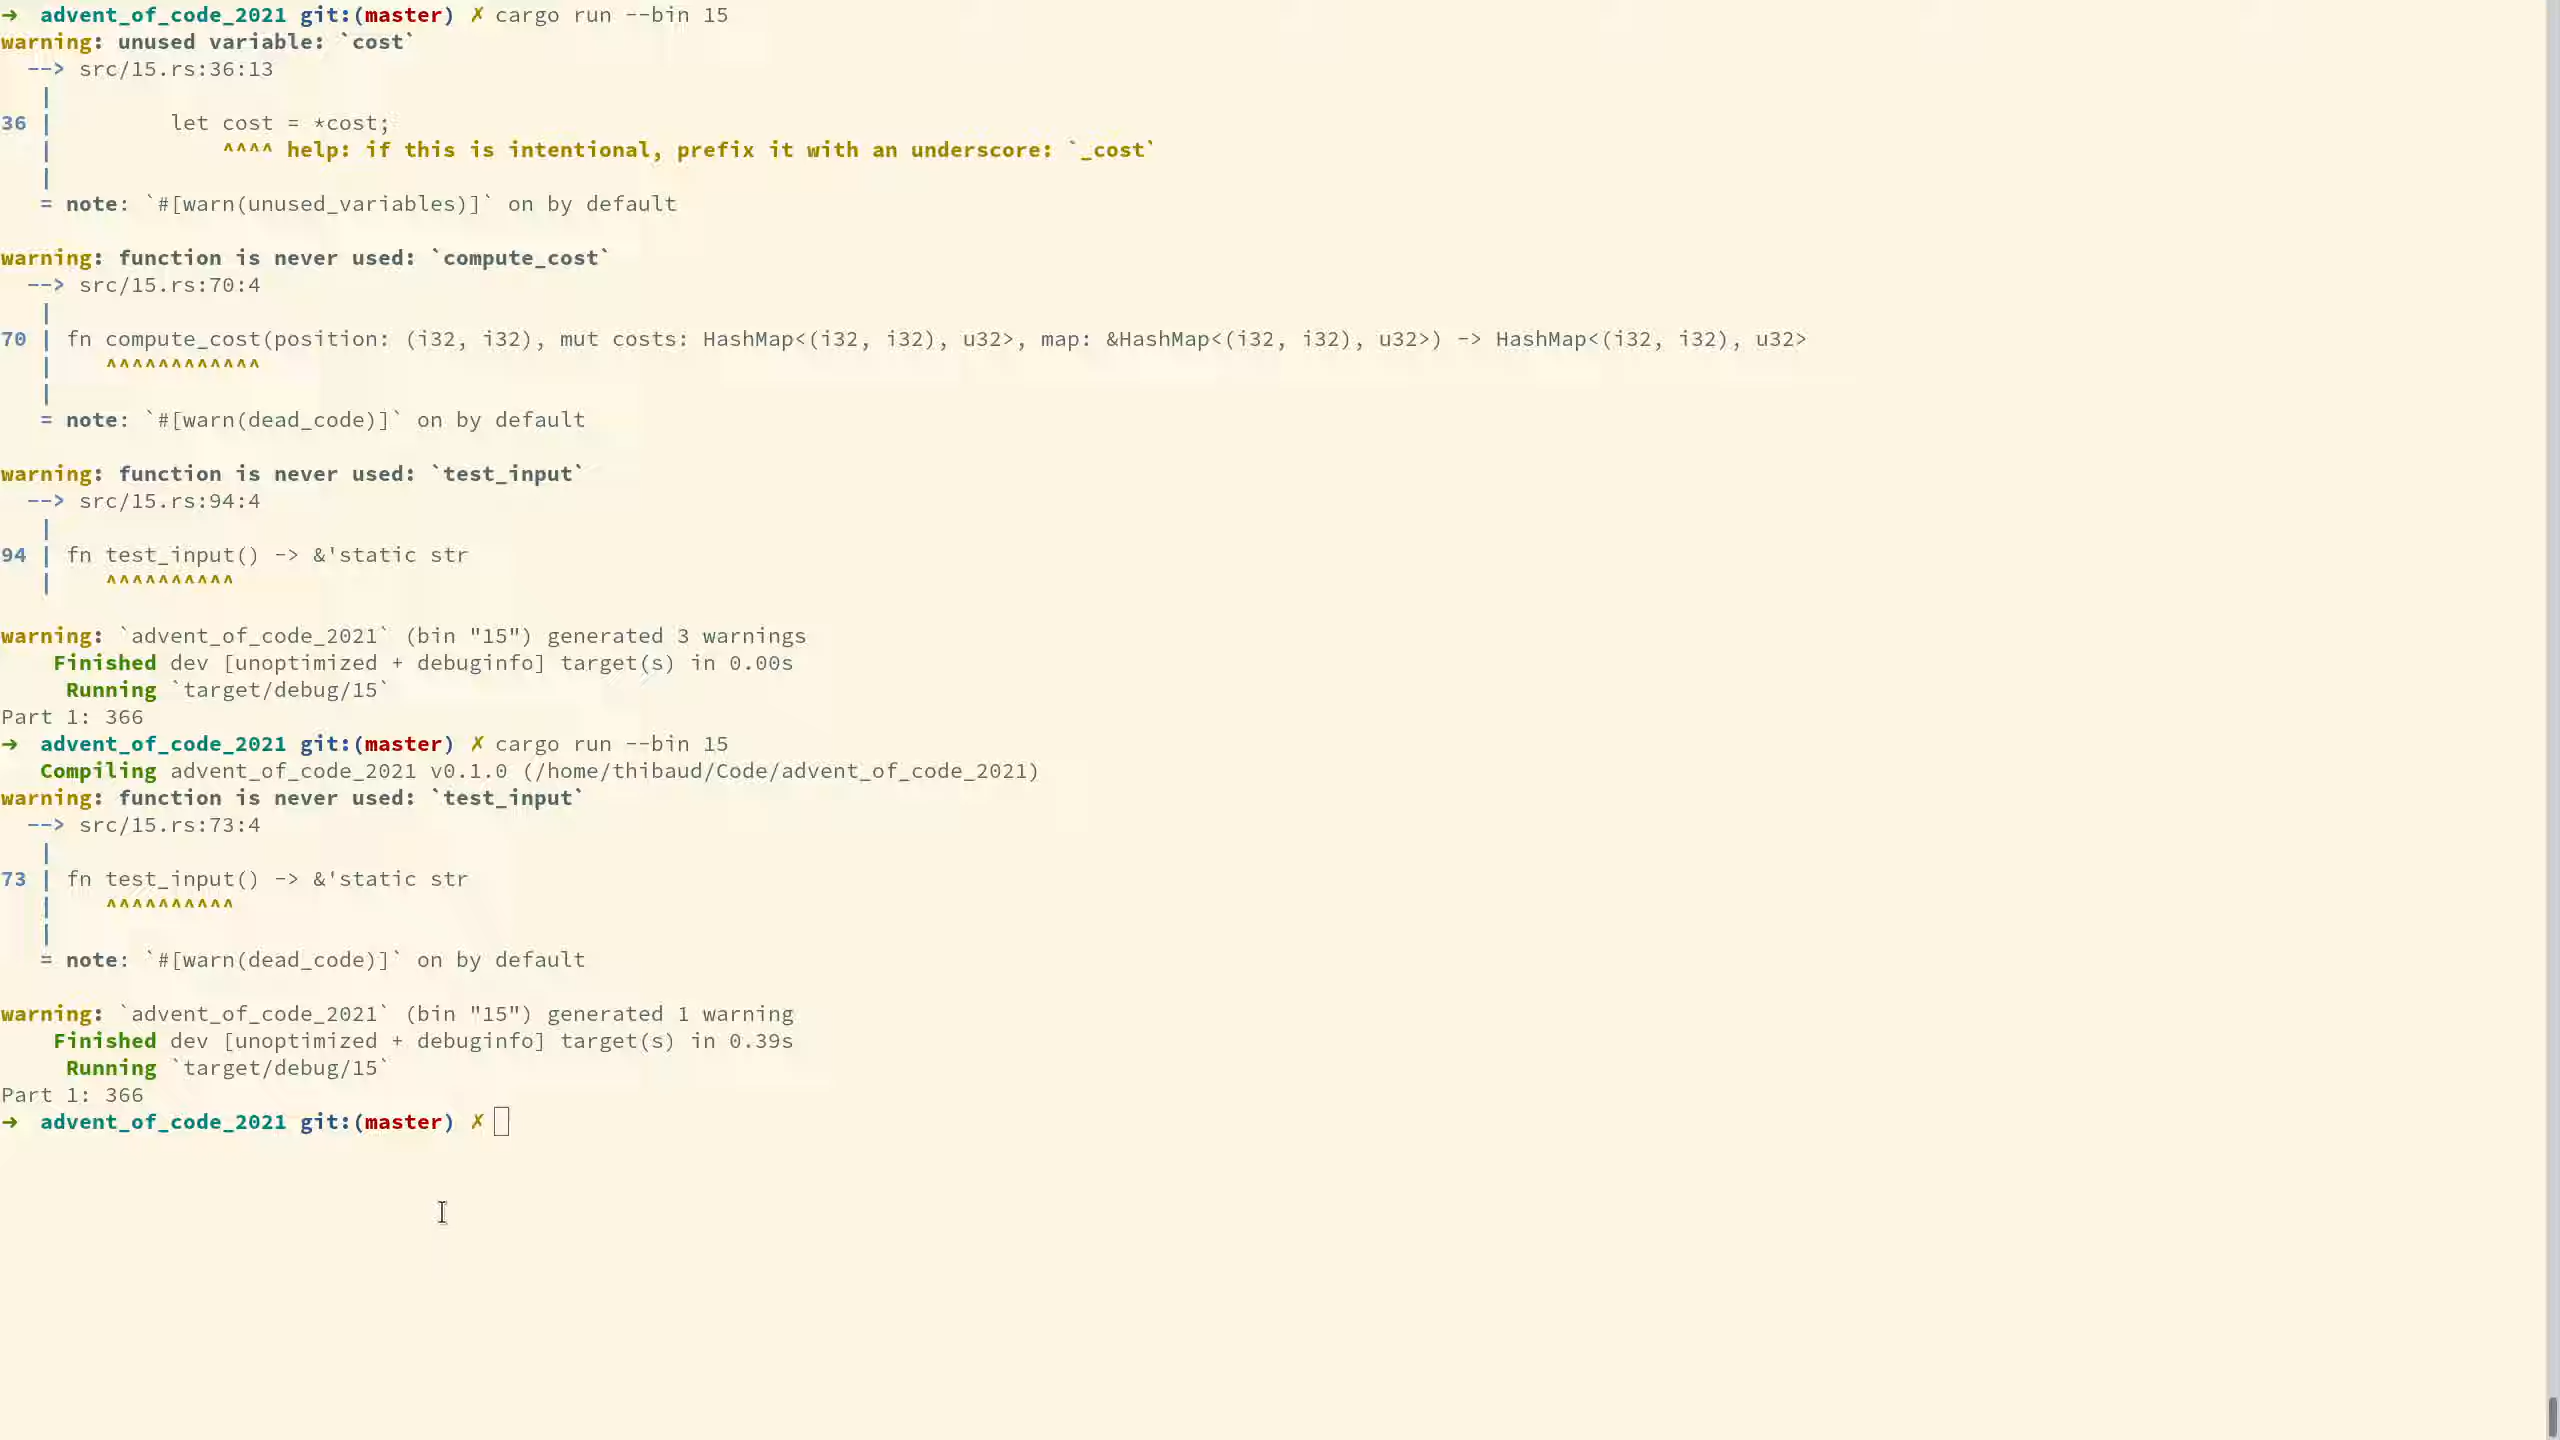 ➜  advent_of_code_2021 git:(master) ✗ cargo run --bin 15
warning: unused variable: `cost`
  --> src/15.rs:36:13
   |
36 |         let cost = *cost;
   |             ^^^^ help: if this is intentional, prefix it with an underscore: `_cost`
   |
   = note: `#[warn(unused_variables)]` on by default

warning: function is never used: `compute_cost`
  --> src/15.rs:70:4
   |
70 | fn compute_cost(position: (i32, i32), mut costs: HashMap<(i32, i32), u32>, map: &HashMap<(i32, i32), u32>) -> HashMap<(i32, i32), u32>
   |    ^^^^^^^^^^^^
   |
   = note: `#[warn(dead_code)]` on by default

warning: function is never used: `test_input`
  --> src/15.rs:94:4
   |
94 | fn test_input() -> &'static str
   |    ^^^^^^^^^^

warning: `advent_of_code_2021` (bin "15") generated 3 warnings
    Finished dev [unoptimized + debuginfo] target(s) in 0.00s
     Running `target/debug/15`
Part 1: 366
➜  advent_of_code_2021 git:(master) ✗ cargo run --bin 15
   Compiling advent_of_code_2021 v0.1.0 (/home/thibaud/Code/advent_of_code_2021)
warning: function is never used: `test_input`
  --> src/15.rs:73:4
   |
73 | fn test_input() -> &'static str
   |    ^^^^^^^^^^
   |
   = note: `#[warn(dead_code)]` on by default

warning: `advent_of_code_2021` (bin "15") generated 1 warning
    Finished dev [unoptimized + debuginfo] target(s) in 0.39s
     Running `target/debug/15`
Part 1: 366
➜  advent_of_code_2021 git:(master) ✗